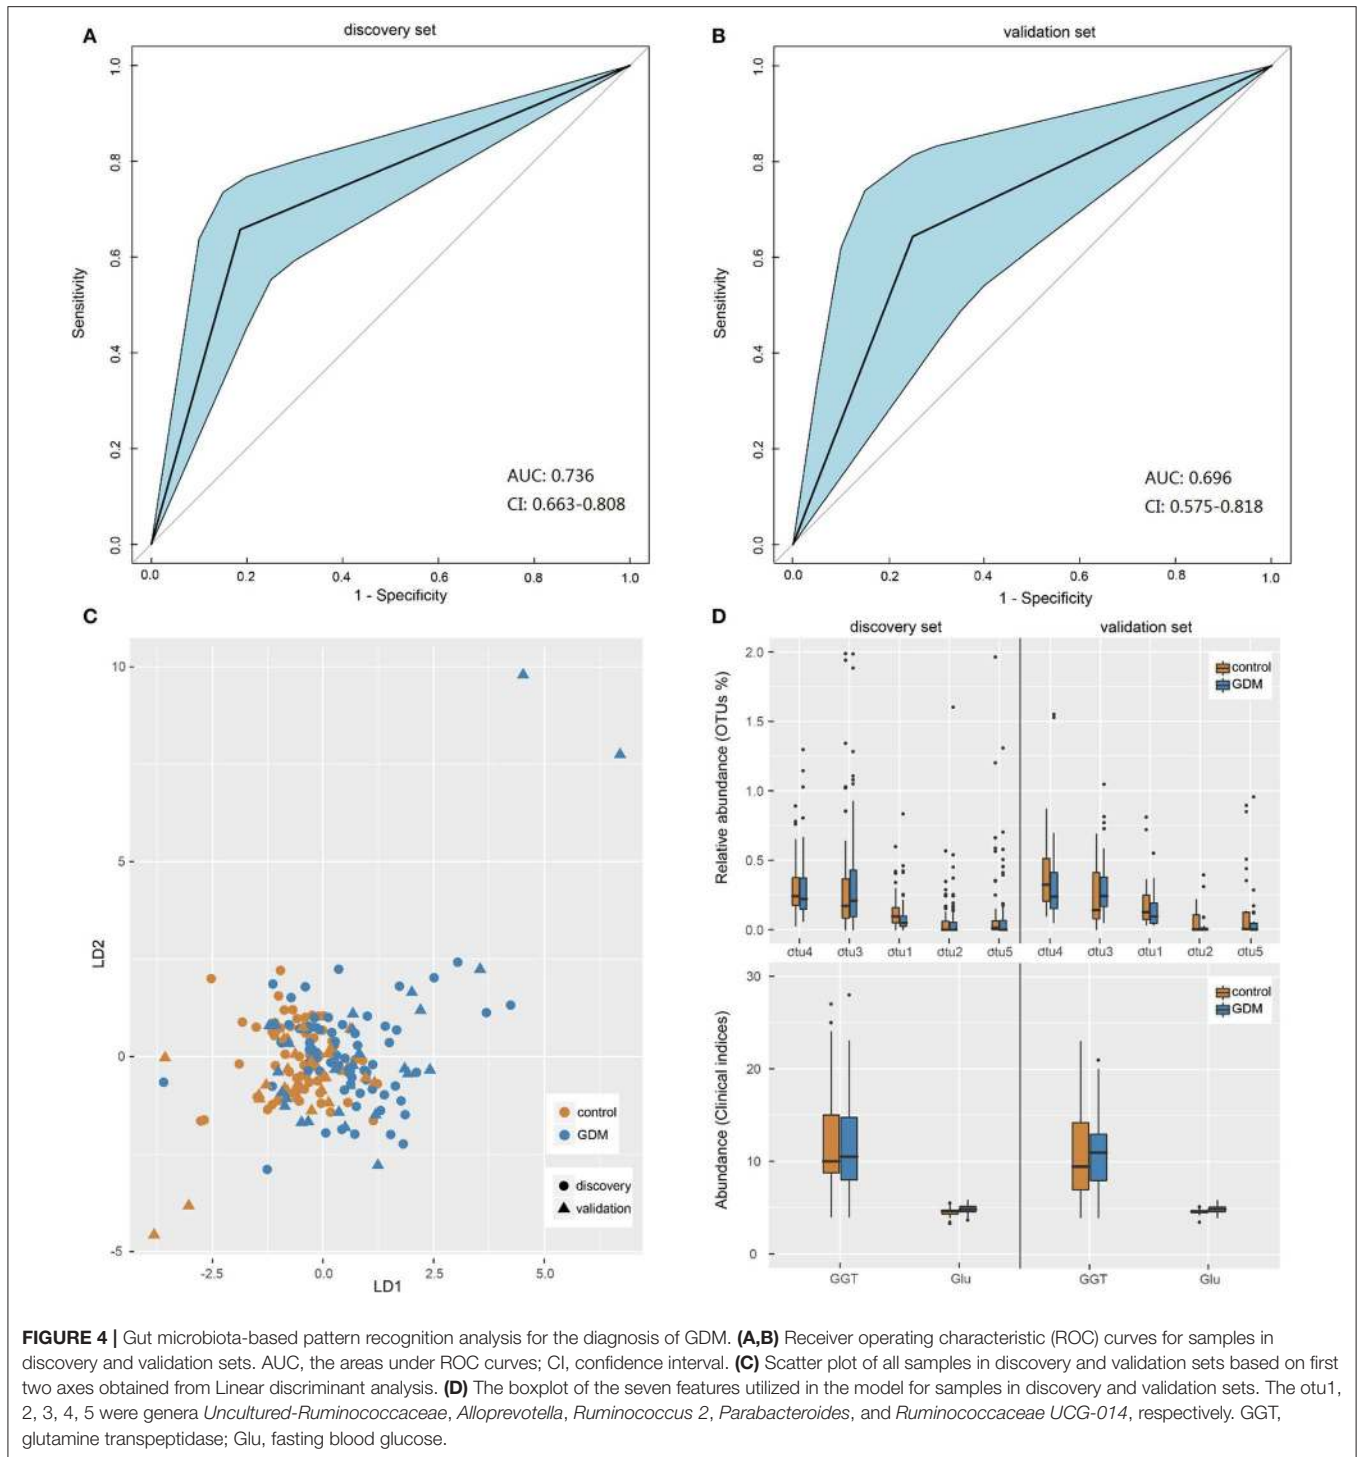 A
discovery set
1.0
0.8
0.6
0.4
0.2
0.0
Sensitivity
AUC: 0.736
CI: 0.663-0.808
0.0 0.2 0.4 0.6 0.8 1.0
1 - Specificity
B
validation set
1.0
0.8
0.6
0.4
0.2
0.0
Sensitivity
AUC: 0.696
CI: 0.575-0.818
0.0 0.2 0.4 0.6 0.8 1.0
1 - Specificity
C
10
5
0
-5
LD2
control
GDM
discovery
validation
-2.5 0.0 2.5 5.0
LD1
D
discovery set validation set
2.0
1.5
1.0
0.5
0.0
Relative abundance (OTUs %)
control
GDM
otu4 otu3 otu1 otu2 otu5 otu4 otu3 otu1 otu2 otu5
30
20
10
0
Abundance (Clinical indices)
control
GDM
GGT Glu GGT Glu
FIGURE 4 | Gut microbiota-based pattern recognition analysis for the diagnosis of GDM. (A,B) Receiver operating characteristic (ROC) curves for samples in
discovery and validation sets. AUC, the areas under ROC curves; CI, confidence interval. (C) Scatter plot of all samples in discovery and validation sets based on first
two axes obtained from Linear discriminant analysis. (D) The boxplot of the seven features utilized in the model for samples in discovery and validation sets. The otu1,
2, 3, 4, 5 were genera Uncultured-Ruminococcaceae, Alloprevotella, Ruminococcus 2, Parabacteroides, and Ruminococcaceae UCG-014, respectively. GGT,
glutamine transpeptidase; Glu, fasting blood glucose.